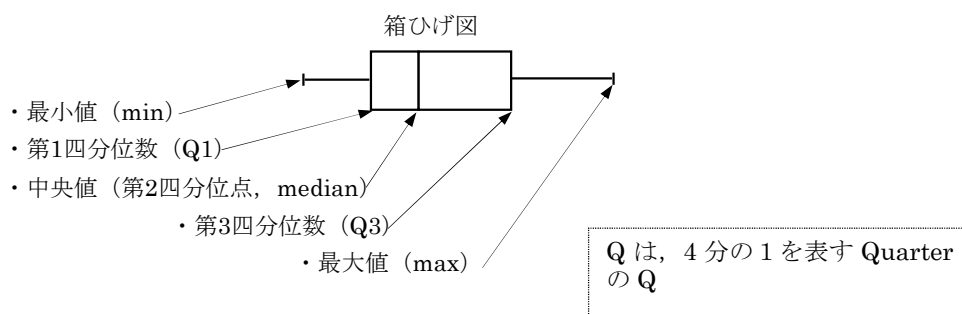 箱ひげ図
・最小値（min）
・第1四分位数（Q1）
・中央値（第2四分位点，median）
・第3四分位数（Q3）
・最大値（max）
Q は，4 分の 1 を表す Quarter
の Q